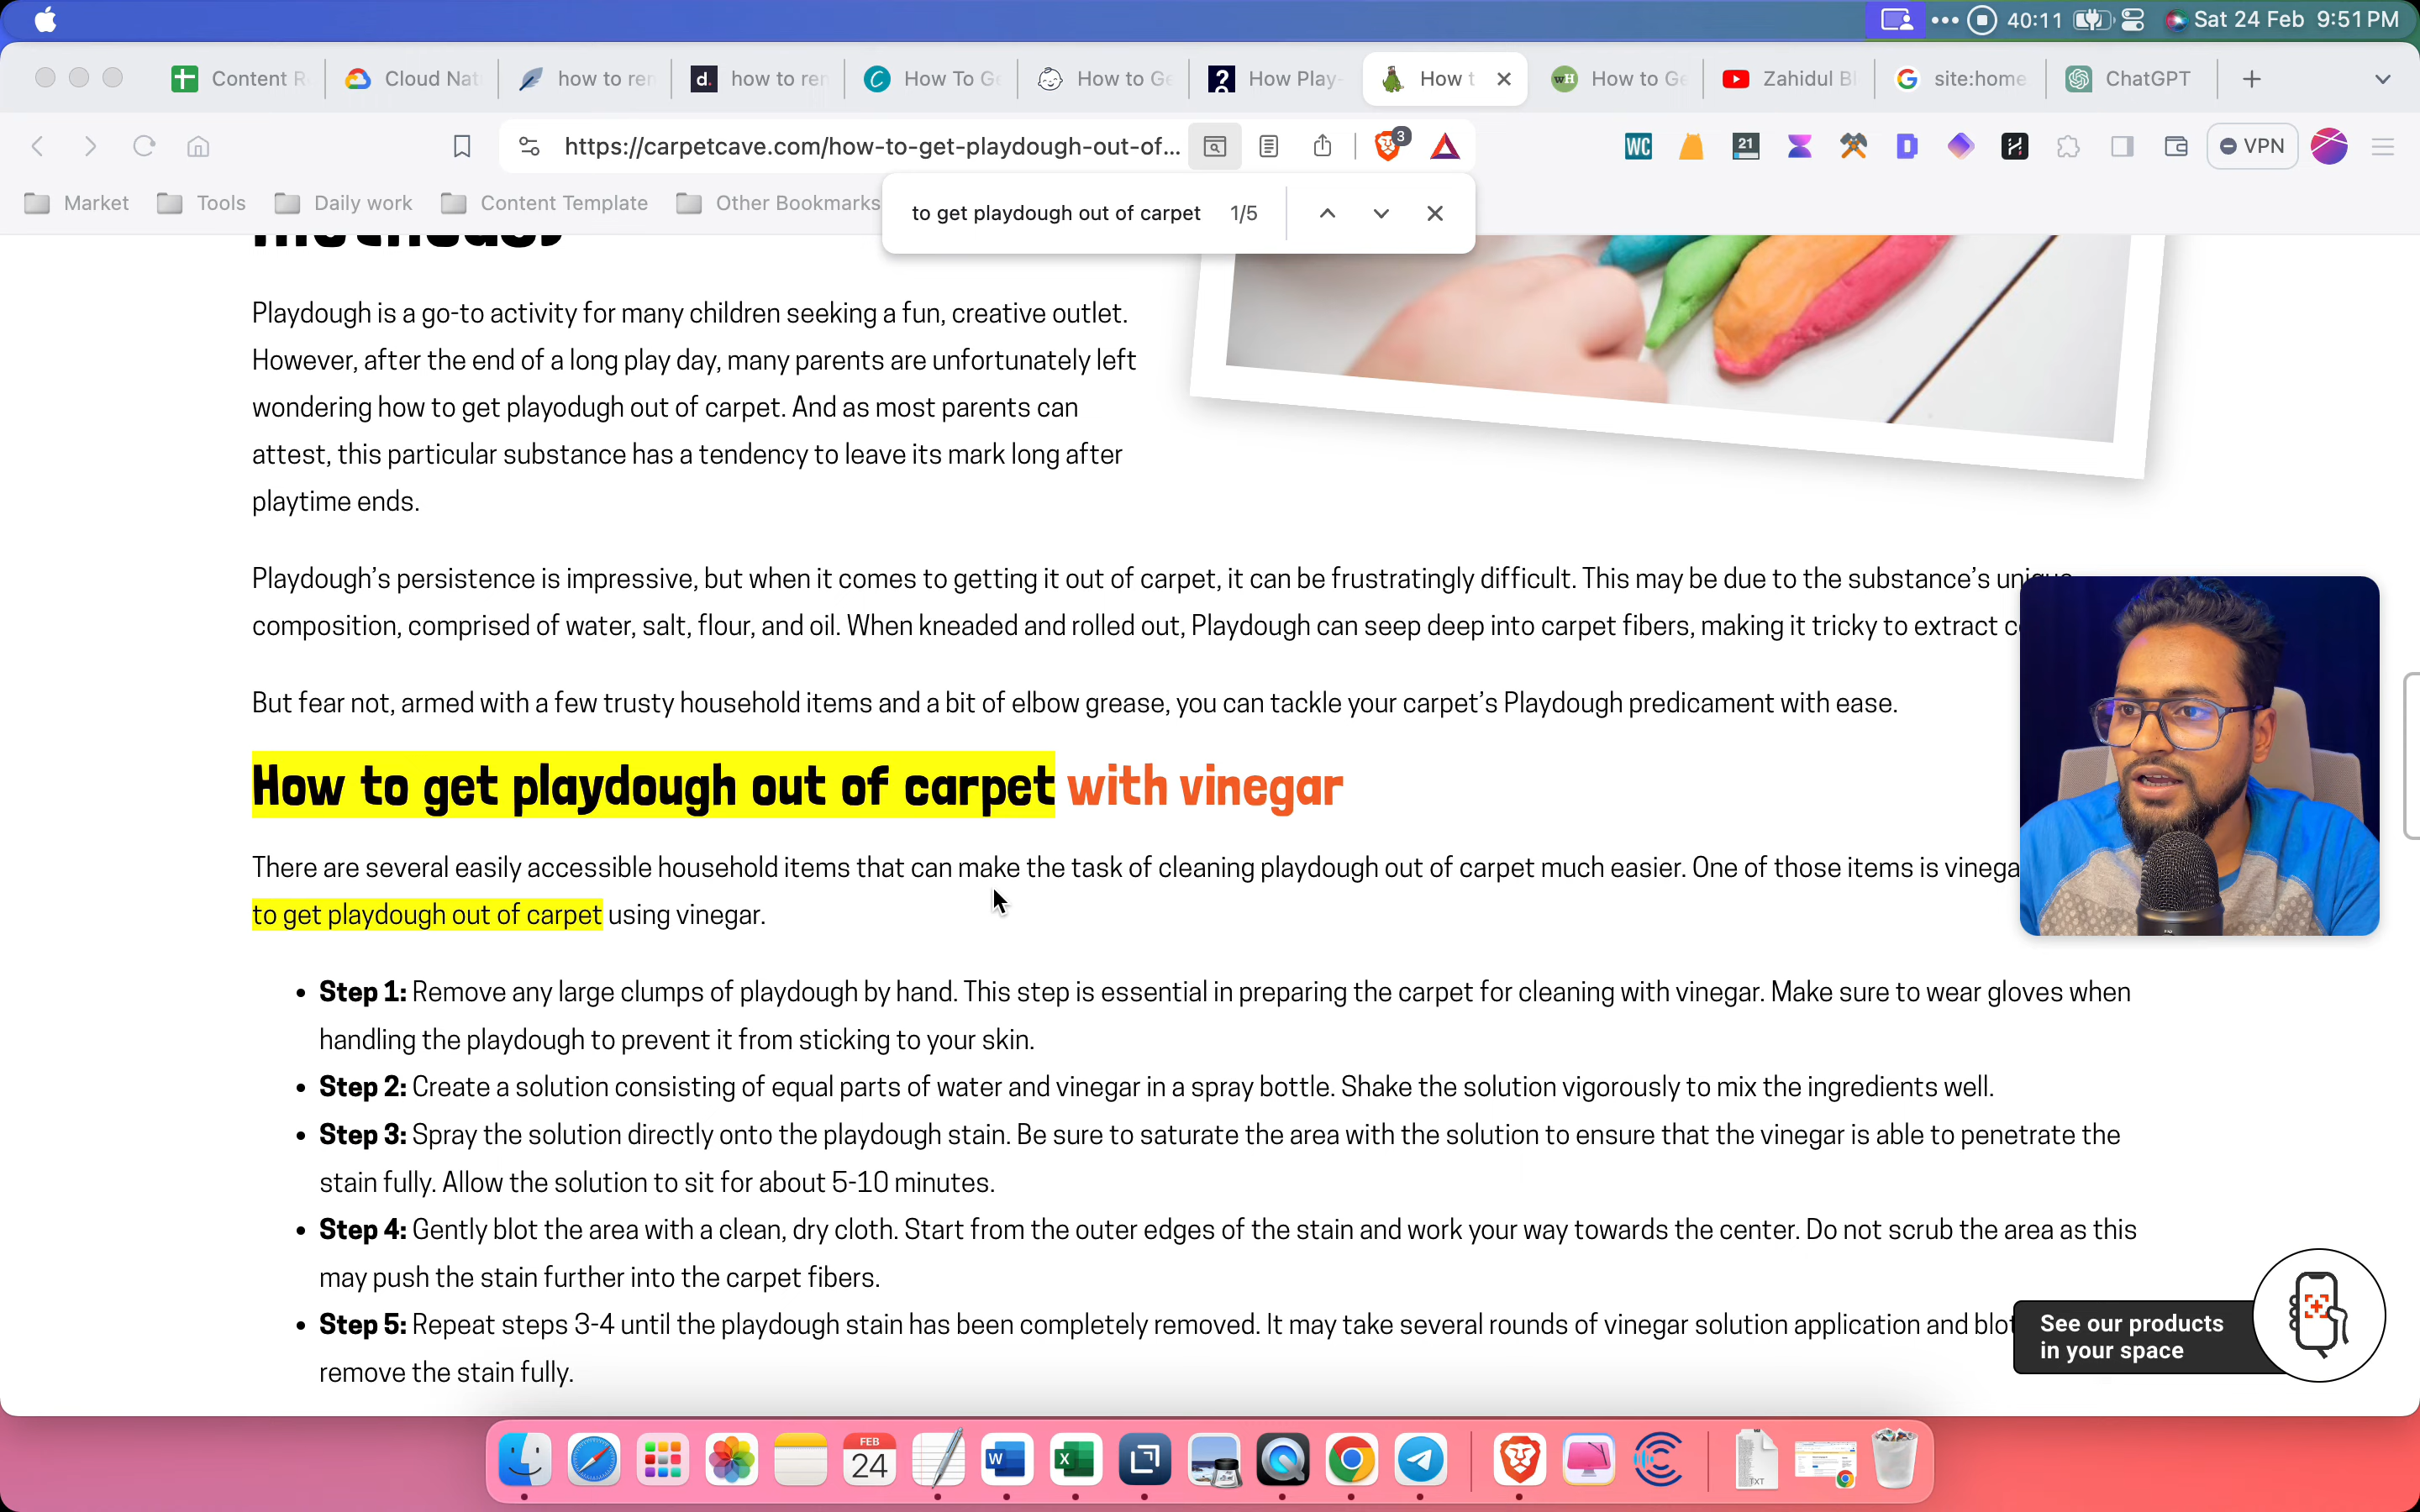 40:11 Sat 24 Feb 9:51 PM
Content R Cloud Nat how to rem d. how to rem How To Ge How to Ge How Play- How t wH How to Ge Zahidul Bl site:home ChatGPT
https://carpetcave.com/how-to-get-playdough-out-of... 3 WC 21 D VPN
Market Tools Daily work Content Template Other Bookmarks
to get playdough out of carpet 1/5
Playdough is a go-to activity for many children seeking a fun, creative outlet.
However, after the end of a long play day, many parents are unfortunately left
wondering how to get playodugh out of carpet. And as most parents can
attest, this particular substance has a tendency to leave its mark long after
playtime ends.
Playdough’s persistence is impressive, but when it comes to getting it out of carpet, it can be frustratingly difficult. This may be due to the substance’s unique
composition, comprised of water, salt, flour, and oil. When kneaded and rolled out, Playdough can seep deep into carpet fibers, making it tricky to extract
But fear not, armed with a few trusty household items and a bit of elbow grease, you can tackle your carpet’s Playdough predicament with ease.
How to get playdough out of carpet with vinegar
There are several easily accessible household items that can make the task of cleaning playdough out of carpet much easier. One of those items is vinega
to get playdough out of carpet using vinegar.
• Step 1: Remove any large clumps of playdough by hand. This step is essential in preparing the carpet for cleaning with vinegar. Make sure to wear gloves when
handling the playdough to prevent it from sticking to your skin.
• Step 2: Create a solution consisting of equal parts of water and vinegar in a spray bottle. Shake the solution vigorously to mix the ingredients well.
• Step 3: Spray the solution directly onto the playdough stain. Be sure to saturate the area with the solution to ensure that the vinegar is able to penetrate the
stain fully. Allow the solution to sit for about 5-10 minutes.
• Step 4: Gently blot the area with a clean, dry cloth. Start from the outer edges of the stain and work your way towards the center. Do not scrub the area as this
may push the stain further into the carpet fibers.
• Step 5: Repeat steps 3-4 until the playdough stain has been completely removed. It may take several rounds of vinegar solution application and blot
remove the stain fully.
See our products
in your space
FEB
24
W
X
TXT